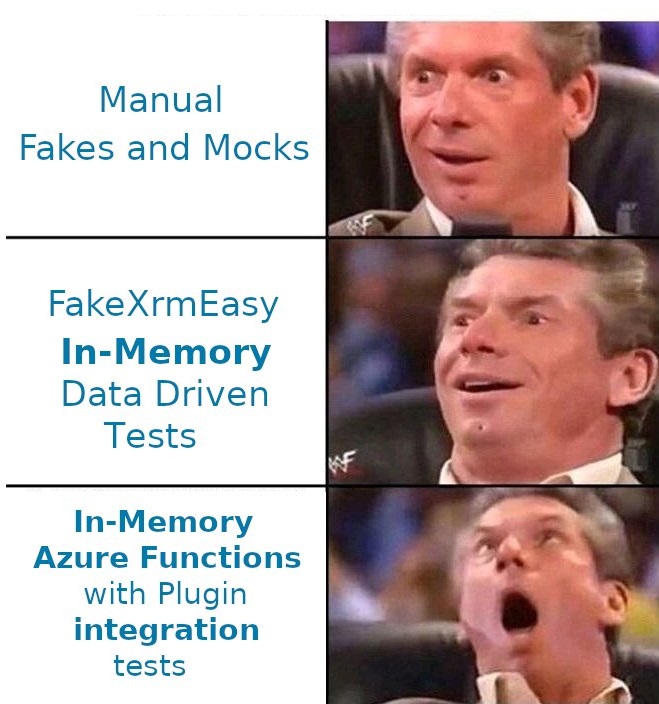 Manual
Fakes and Mocks
FakeXrmEasy
In-Memory
Data Driven
Tests
In-Memory
Azure Functions
with Plugin
integration
tests